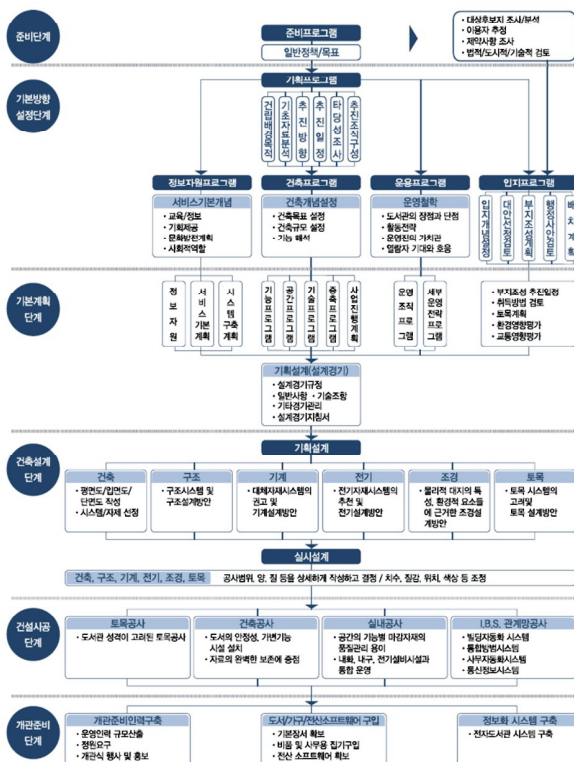 준비단계
준비프로그램
일반정책/목표
• 대상후보지 조사/분석
• 이용자 추정
• 제약사항 조사
• 법적/도시적/기술적 검토
기본방향
설정단계
기획프로그램
건립배경목적
기초자료분석
추진방향
추진일정
타당성조사
추진조직구성
정보자원프로그램
서비스기본개념
• 교육/정보
• 기회제공
• 문화발전계획
• 사회적역할
건축프로그램
건축개념설정
• 건축목표 설정
• 건축규모 설정
• 기능 해석
운용프로그램
운영철학
• 도서관의 장점과 단점
• 활동전략
• 운영진의 가치관
• 열람자 기대와 호응
입지프로그램
입지개념설정
대안선정검토
부지조성계획
행정사안검토
배치계획
기본계획
단계
정보자원
서비스기본계획
시스템구축계획
기능프로그램
공간프로그램
기술프로그램
증축프로그램
사업진행계획
운영조직프로그램
세부운영전략프로그램
• 부지조성 추진일정
• 취득방법 검토
• 토목계획
• 환경영향평가
• 교통영향평가
기획설계(설계경기)
• 설계경기규정
• 일반사항 • 기술조항
• 기타경기관리
• 설계경기지침서
건축설계
단계
기획설계
건축
• 평면도/입면도/
단면도 작성
• 시스템/자재 선정
구조
• 구조시스템 및
구조설계방안
기계
• 대체자재시스템의
권고 및
기계설계방안
전기
• 전기자재시스템의
추천 및
전기설계방안
조경
• 물리적 대지의 특
성, 환경적 요소들
에 근거한 조경설
계방안
토목
• 토목 시스템의
고려및
토목 설계방안
실시설계
건축, 구조, 기계, 전기, 조경, 토목 공사범위, 양, 질 등을 상세하게 작성하고 결정 / 치수, 질감, 위치, 색상 등 조정
건설시공
단계
토목공사
• 도서관 성격이 고려된 토목공사
건축공사
• 도서의 안정성, 가변기능
시설 설치
• 자료의 완벽한 보존에 중점
실내공사
• 공간의 기능별 마감자재의
품질관리 용이
• 내화, 내구, 전기설비시설과
통합 운영
I.B.S. 관계망공사
• 빌딩자동화 시스템
• 통합방법시스템
• 사무자동화시스템
• 통신정보시스템
개관준비
단계
개관준비인력구축
• 운영인력 규모산출
• 정원요구
• 개관식 행사 및 홍보
도서/가구/전산소프트웨어 구입
• 기본장서 확보
• 비품 및 사무용 집기구입
• 전산 소프트웨어 확보
정보화 시스템 구축
• 전자도서관 시스템 구축